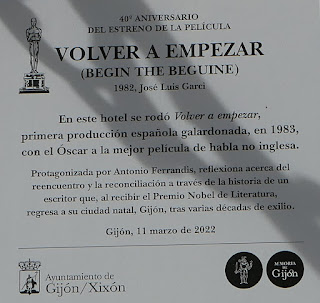 40º ANIVERSARIO
DEL ESTRENO DE LA PELÍCULA
VOLVER A EMPEZAR
(BEGIN THE BEGUINE)
1982, José Luis Garci
En este hotel se rodó Volver a empezar,
primera producción española galardonada, en 1983,
con el Óscar a la mejor película de habla no inglesa.
Protagonizada por Antonio Ferrandis, reflexiona acerca del
reencuentro y la reconciliación a través de la historia de un
escritor que, al recibir el Premio Nobel de Literatura,
regresa a su ciudad natal, Gijón, tras varias décadas de exilio.
Gijón, 11 marzo de 2022
Ayuntamiento de
Gijón/Xixón
MEMORIA
DE
Gijón